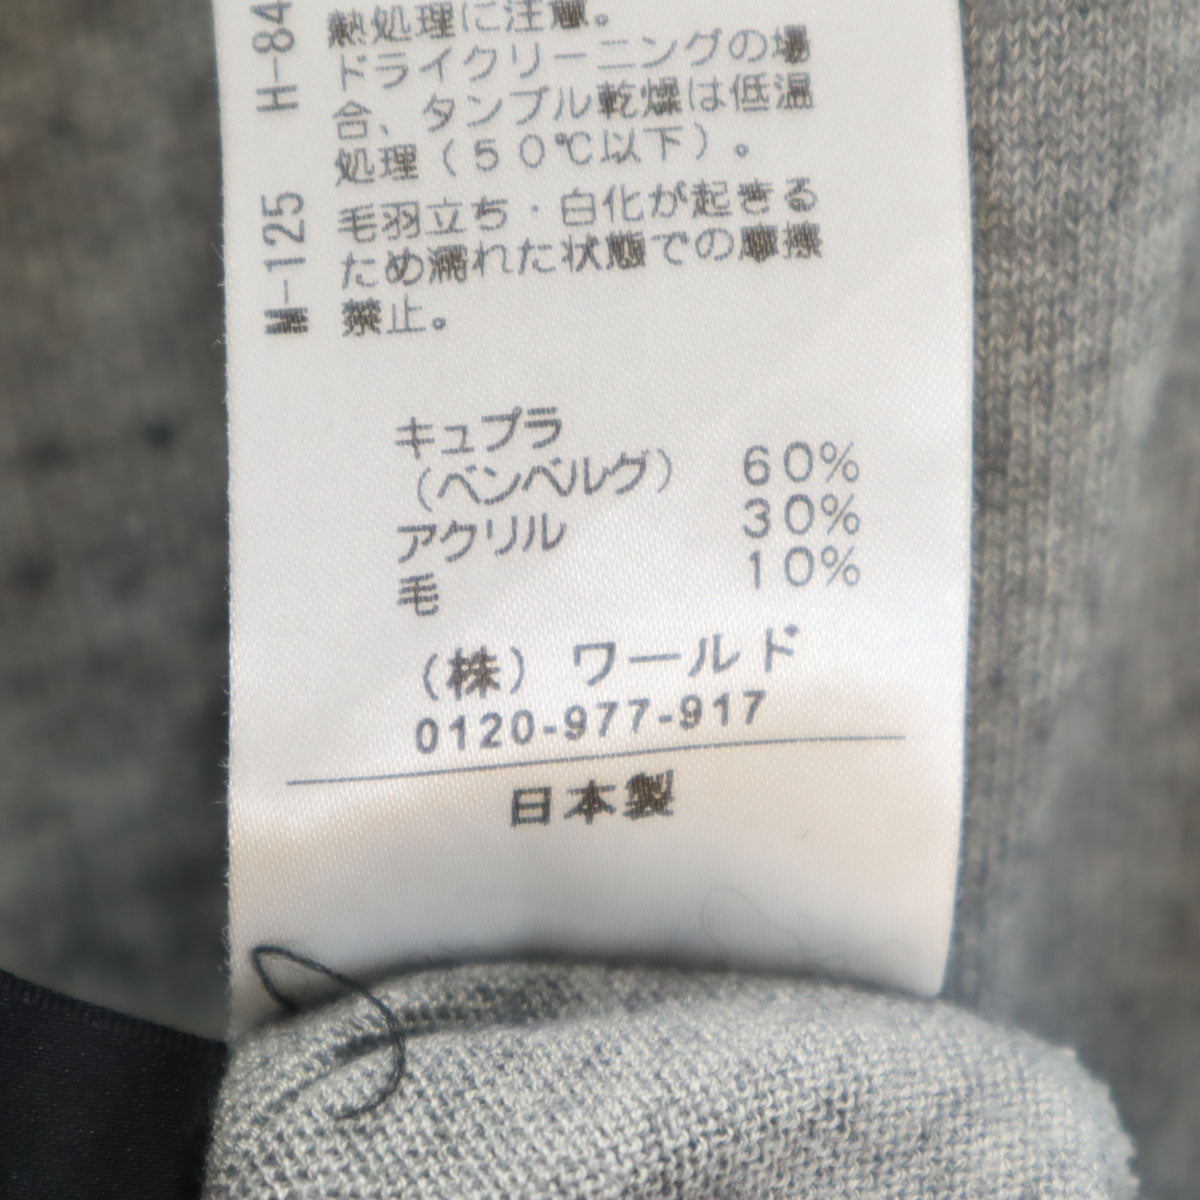 熱処理に注意。
ドライクリーニングの場
合、タンブル乾燥は低温
処理（５０℃以下）。
毛羽立ち・白化が起きる
ため濡れた状態での摩擦
禁止。
H-84
M-125
キュプラ
（ベンベルグ） 60%
アクリル 30%
毛 10%
（株）ワールド
0120-977-917
日本製